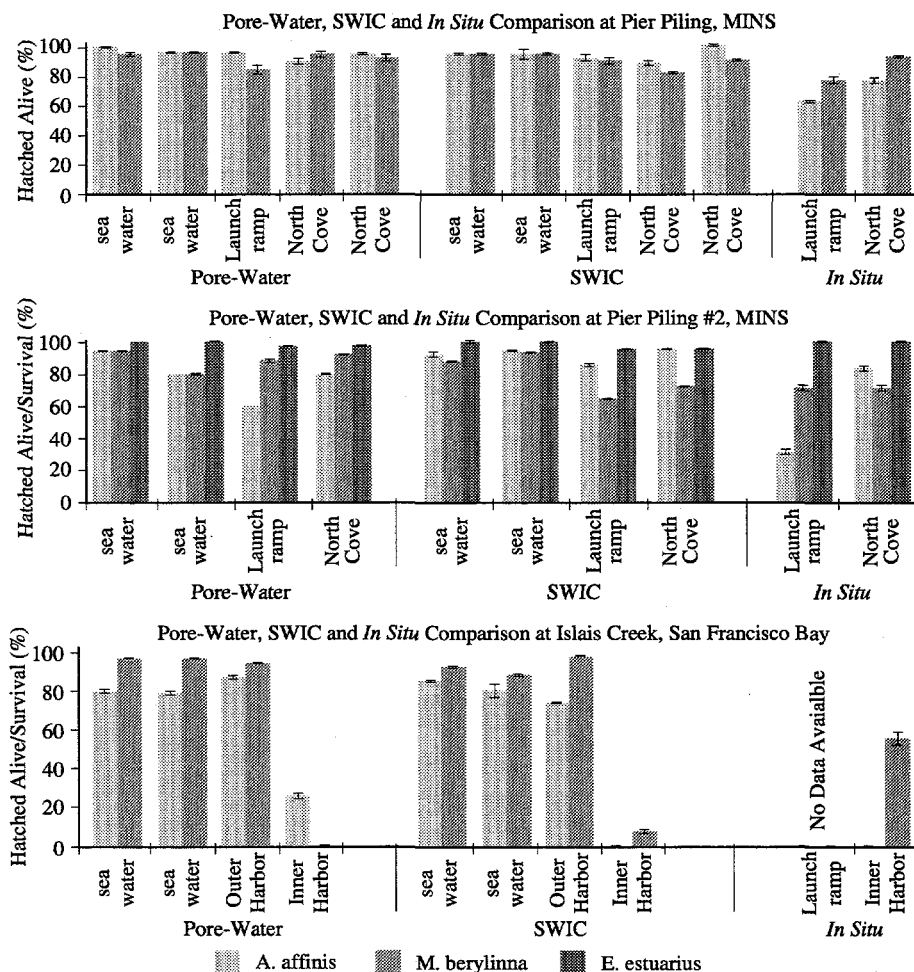 Pore-Water, SWIC and In Situ Comparison at Pier Piling, MINS
Hatched Alive (%)
100
80
60
40
20
0
sea water
sea water
Launch ramp
North Cove
North Cove
sea water
sea water
Launch ramp
North Cove
North Cove
Launch ramp
North Cove
Pore-Water
SWIC
In Situ
Pore-Water, SWIC and In Situ Comparison at Pier Piling #2, MINS
Hatched Alive/Survival (%)
100
80
60
40
20
0
sea water
sea water
Launch ramp
North Cove
sea water
sea water
Launch ramp
North Cove
Launch ramp
North Cove
Pore-Water
SWIC
In Situ
Pore-Water, SWIC and In Situ Comparison at Islais Creek, San Francisco Bay
Hatched Alive/Survival (%)
100
80
60
40
20
0
No Data Avaialble
sea water
sea water
Outer Harbor
Inner Harbor
sea water
sea water
Outer Harbor
Inner Harbor
Launch ramp
Inner Harbor
Pore-Water
SWIC
In Situ
A. affinis
M. berylinna
E. estuarius